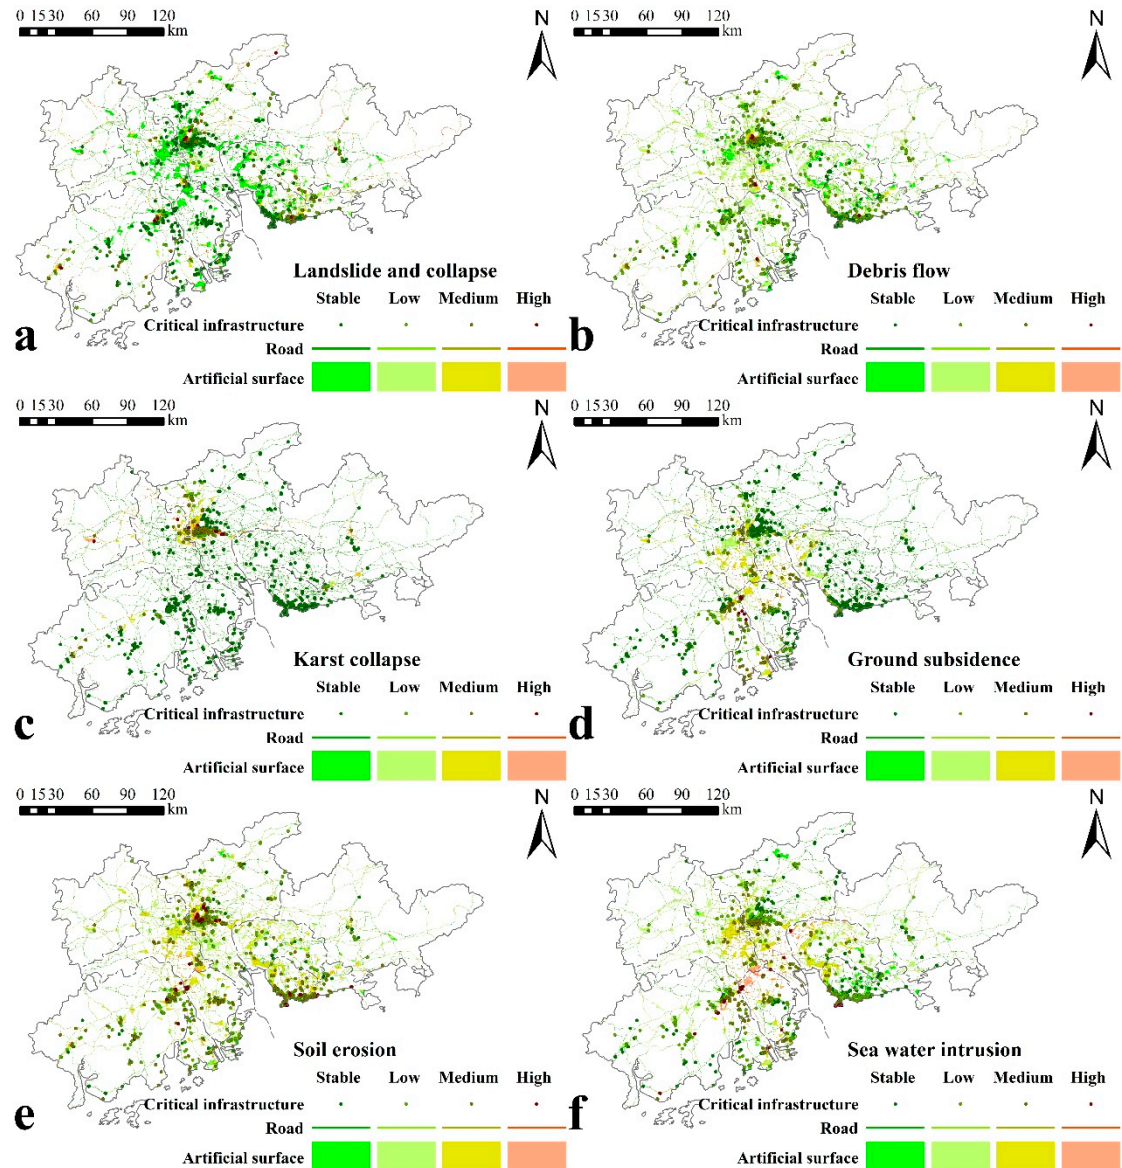 0 15 30 60 90 120
km
N
Landslide and collapse
Stable Low Medium High
Critical infrastructure
Road
Artificial surface
a
0 15 30 60 90 120
km
N
Debris flow
Stable Low Medium High
Critical infrastructure
Road
Artificial surface
b
0 15 30 60 90 120
km
N
Karst collapse
Stable Low Medium High
Critical infrastructure
Road
Artificial surface
c
0 15 30 60 90 120
km
N
Ground subsidence
Stable Low Medium High
Critical infrastructure
Road
Artificial surface
d
0 15 30 60 90 120
km
N
Soil erosion
Stable Low Medium High
Critical infrastructure
Road
Artificial surface
e
0 15 30 60 90 120
km
N
Sea water intrusion
Stable Low Medium High
Critical infrastructure
Road
Artificial surface
f